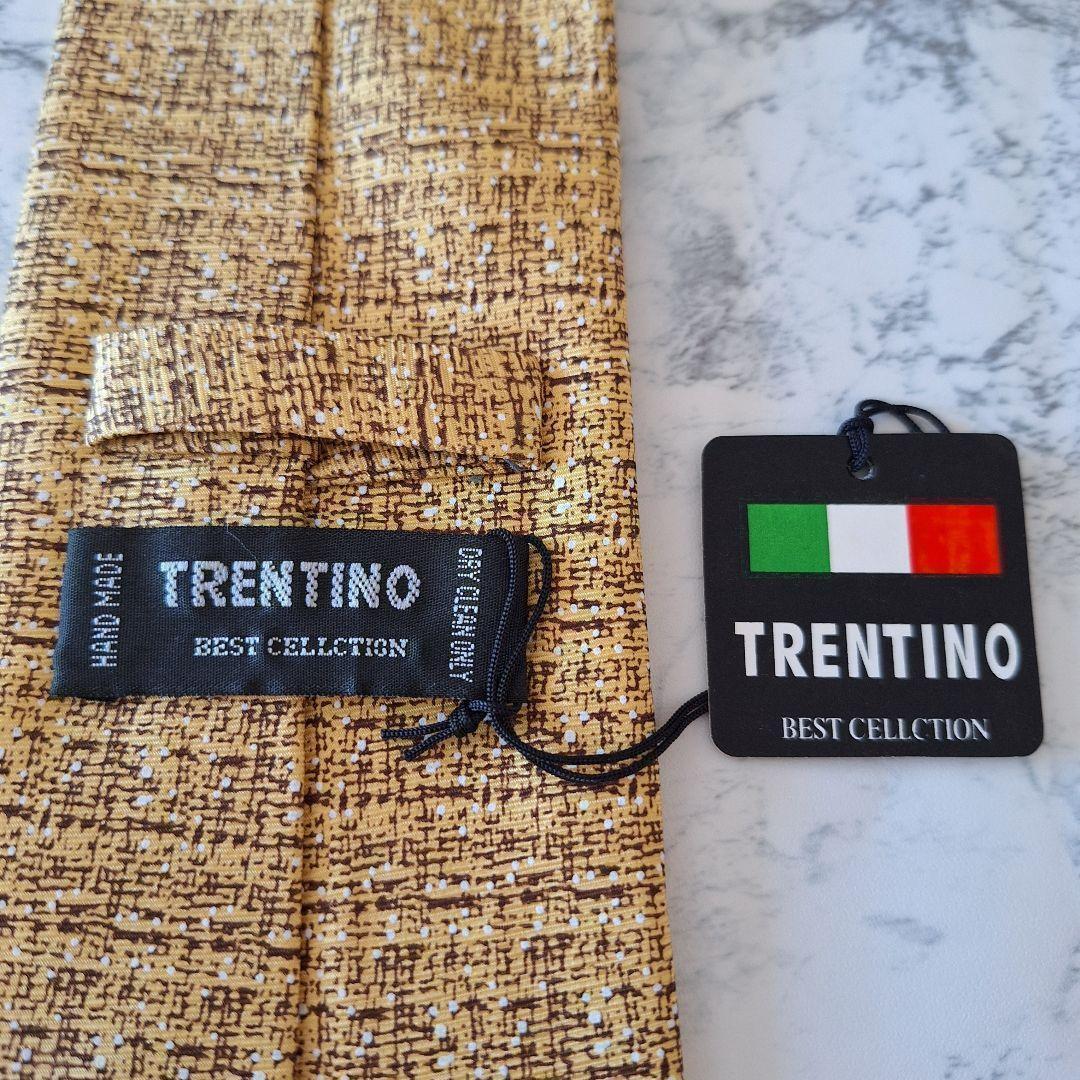 HAND MADE
TRENTINO
BEST CELLCTION
DRY CLEAN ONLY
TRENTINO
BEST CELLCTION